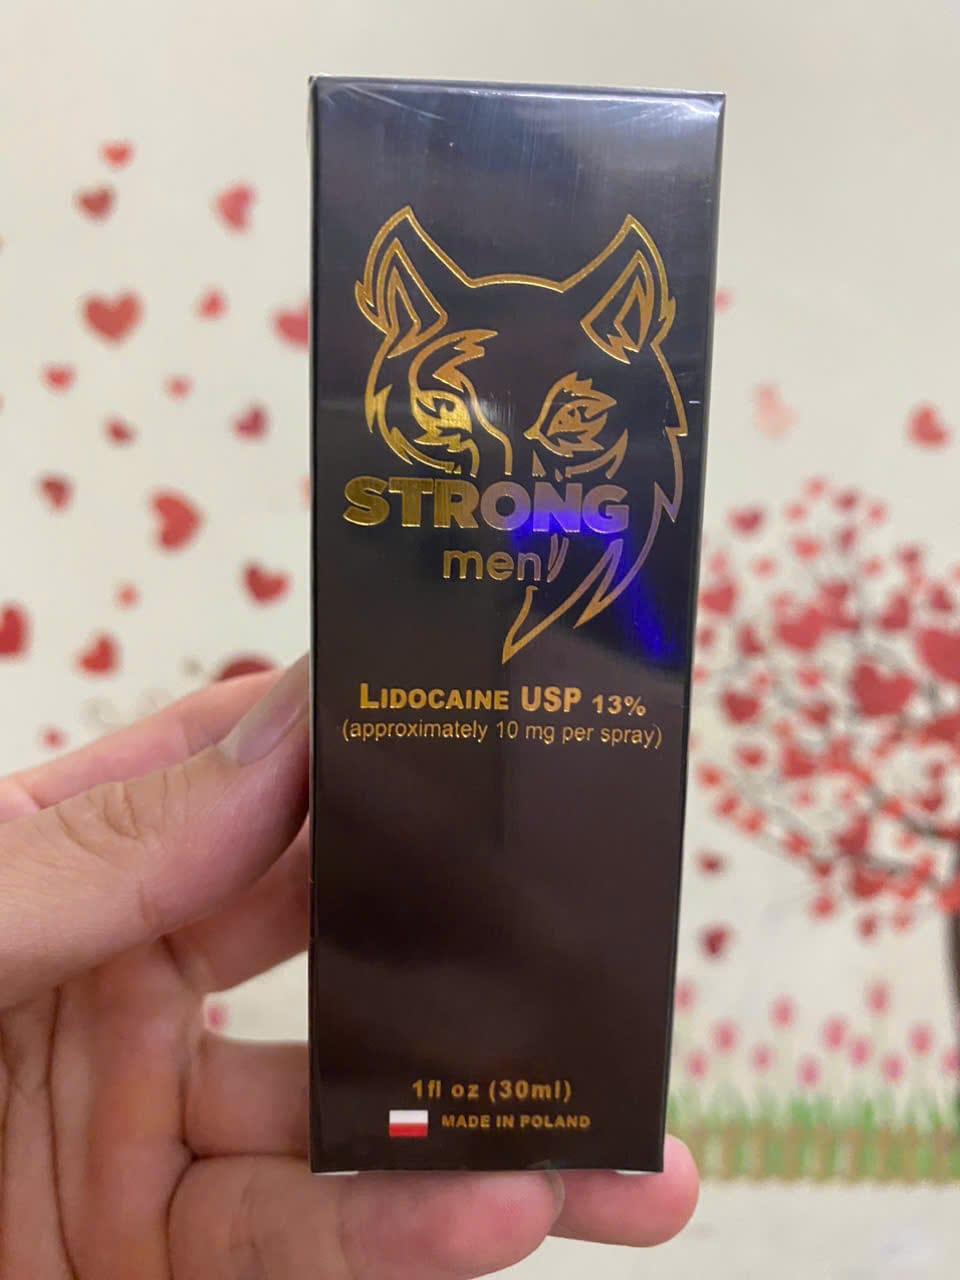 STRONG
men
LIDOCAINE USP 13%
(approximately 10 mg per spray)
1fl oz (30ml)
MADE IN POLAND